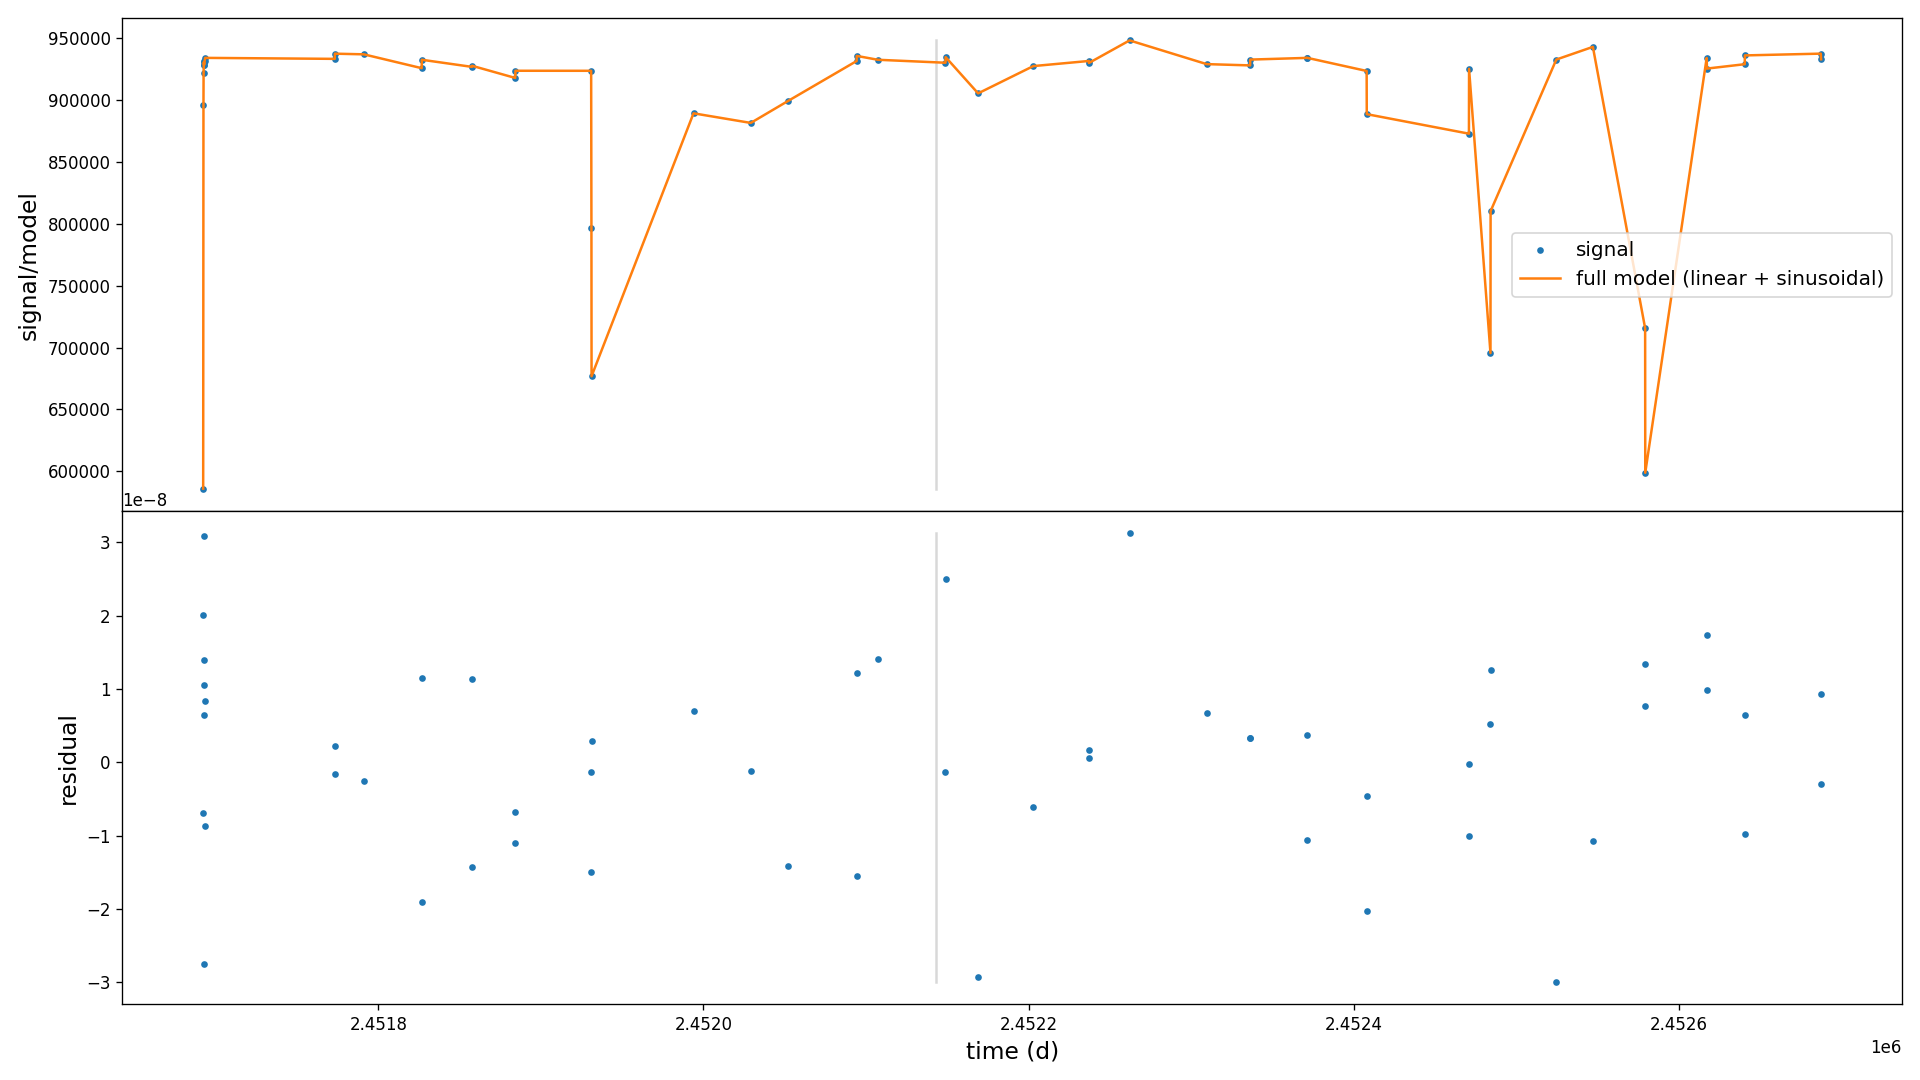 950000
900000
850000
800000
750000
700000
650000
600000
signal/model
signal
full model (linear + sinusoidal)
1e−8
3
2
1
0
−1
−2
−3
residual
2.4518
2.4520
2.4522
2.4524
2.4526
1e6
time (d)